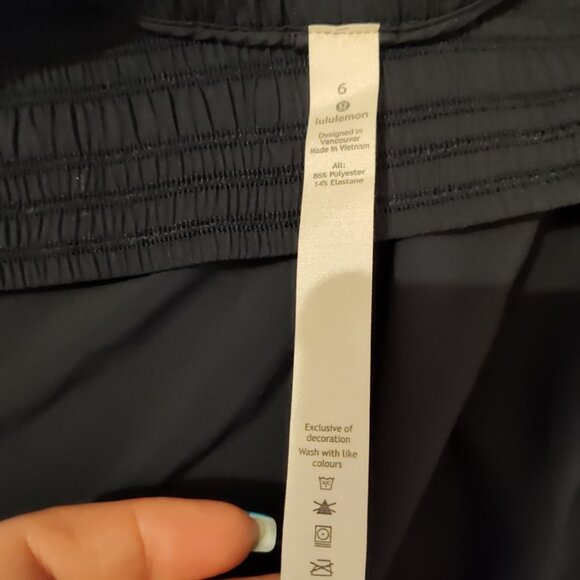 6
SZ
lululemon
Designed in
Vancouver
Made in Vietnam
All:
86% Polyester
14% Elastane
Exclusive of
decoration
Wash with like
colours